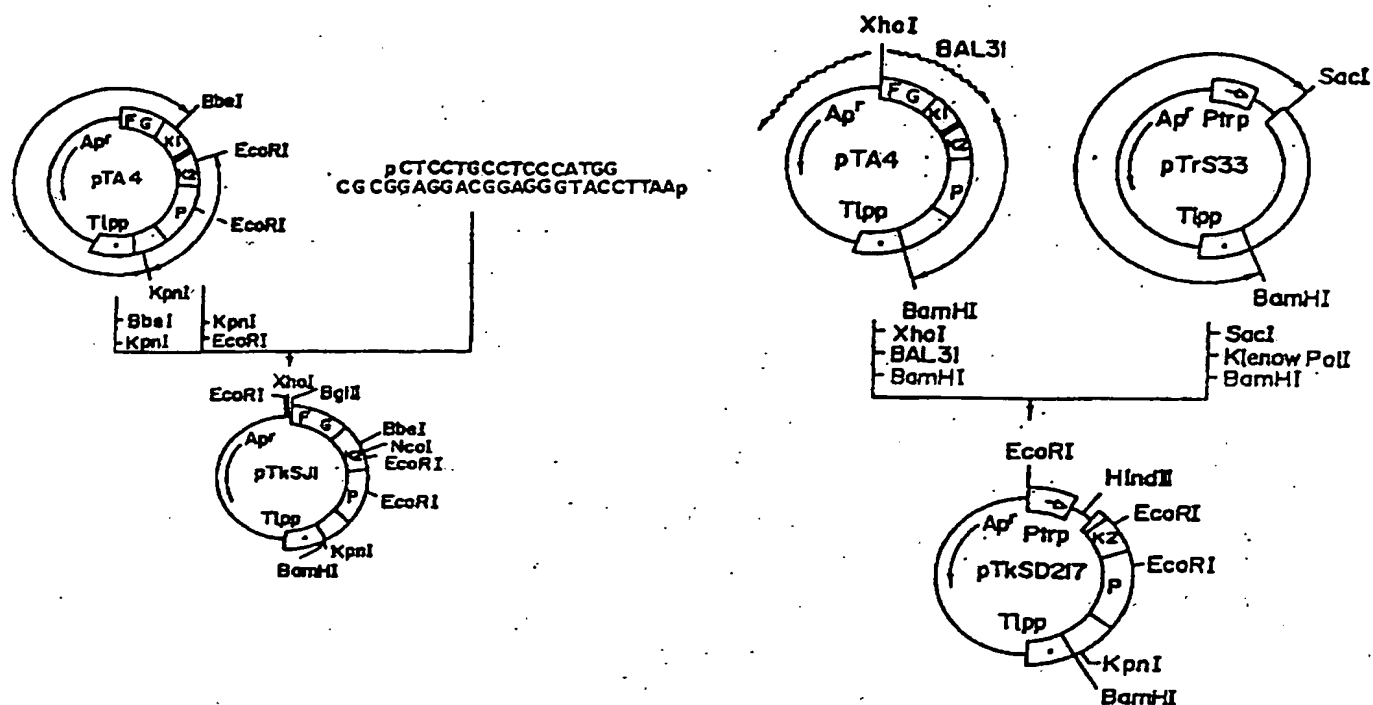 BbeI
F G
K1
Apr
EcoRI
pTA4
K2
P
EcoRI
Tlpp
KpnI
BbeI
KpnI
KpnI
EcoRI
pCTCCTGCCTCCCATGG
CGCGGAGGACGGAGGGTACCTTAAp
XhoI
EcoRI
BglII
F G
Apr
BbeI
NcoI
K2
EcoRI
pTkSJ1
EcoRI
P
Tlpp
KpnI
BamHI
XhoI
BAL31
F G
K1
Apr
K2
pTA4
P
Tlpp
BamHI
XhoI
BAL31
BamHI
SacI
Apr Ptrp
pTrS33
Tlpp
BamHI
SacI
Klenow PolI
BamHI
EcoRI
HindIII
Apr Ptrp
EcoRI
K2
EcoRI
pTkSD217
P
Tlpp
KpnI
BamHI